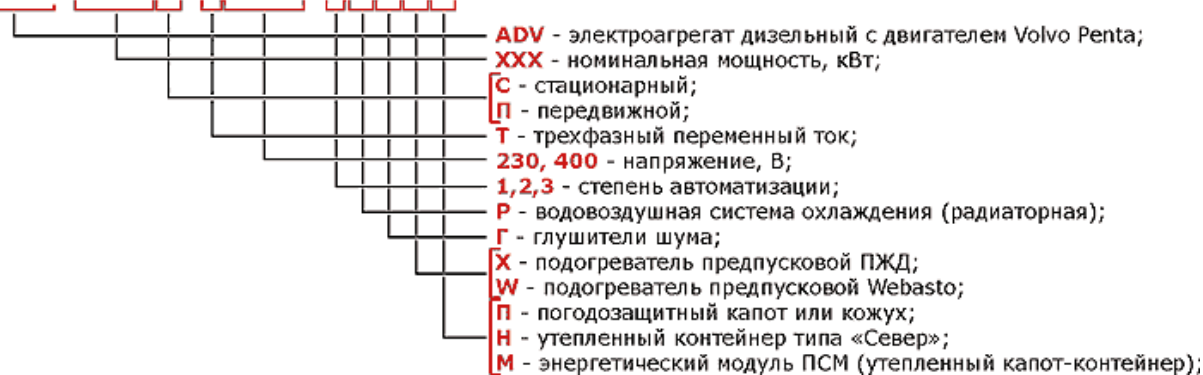 ADV - электроагрегат дизельный с двигателем Volvo Penta;
XXX - номинальная мощность, кВт;
С - стационарный;
П - передвижной;
Т - трехфазный переменный ток;
230, 400 - напряжение, В;
1,2,3 - степень автоматизации;
Р - водовоздушная система охлаждения (радиаторная);
Г - глушители шума;
Х - подогреватель предпусковой ПЖД;
W - подогреватель предпусковой Webasto;
П - погодозащитный капот или кожух;
Н - утепленный контейнер типа «Север»;
М - энергетический модуль ПСМ (утепленный капот-контейнер);